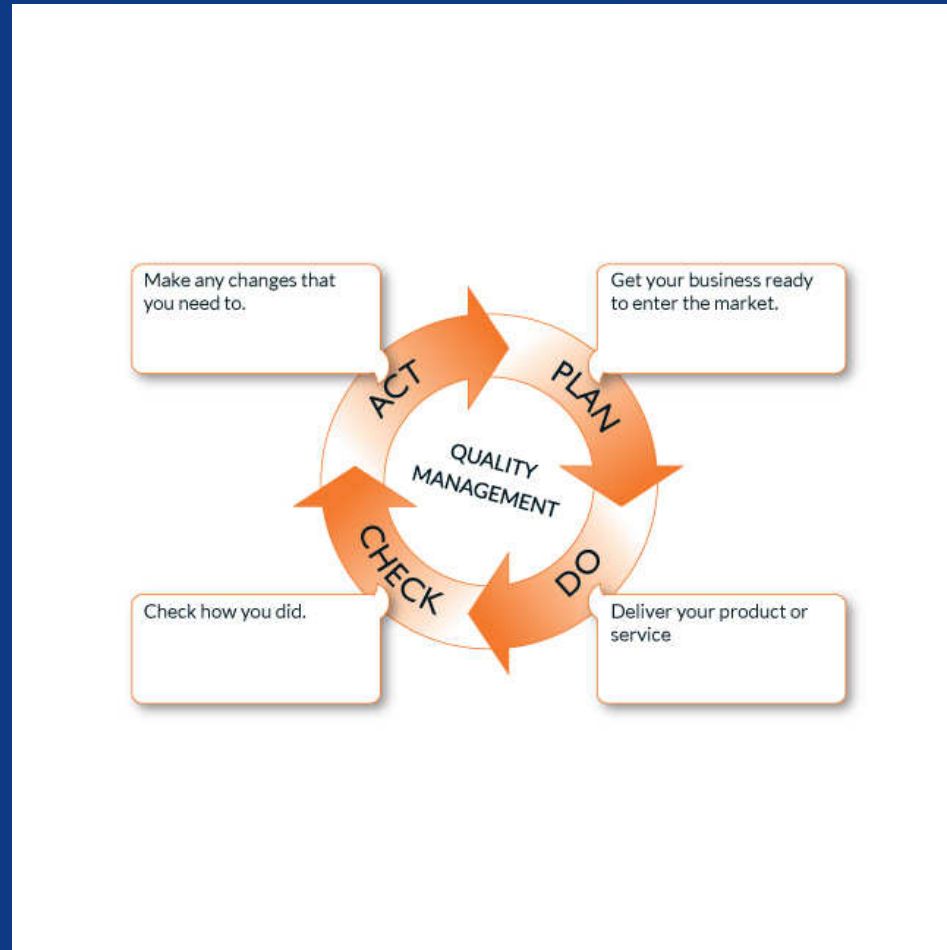 Make any changes that
you need to.
Get your business ready
to enter the market.
ACT
PLAN
QUALITY
MANAGEMENT
CHECK
DO
Check how you did.
Deliver your product or
service